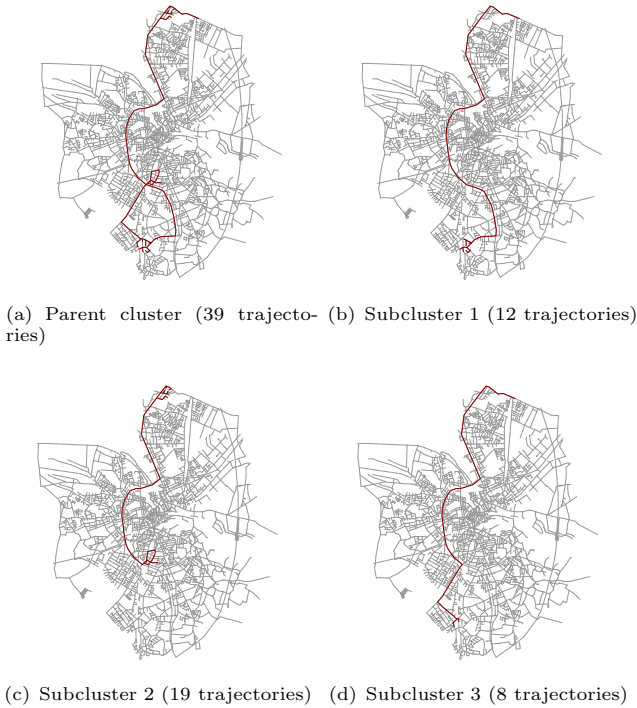 (a) Parent cluster (39 trajecto-
ries)
(b) Subcluster 1 (12 trajectories)
(c) Subcluster 2 (19 trajectories)
(d) Subcluster 3 (8 trajectories)